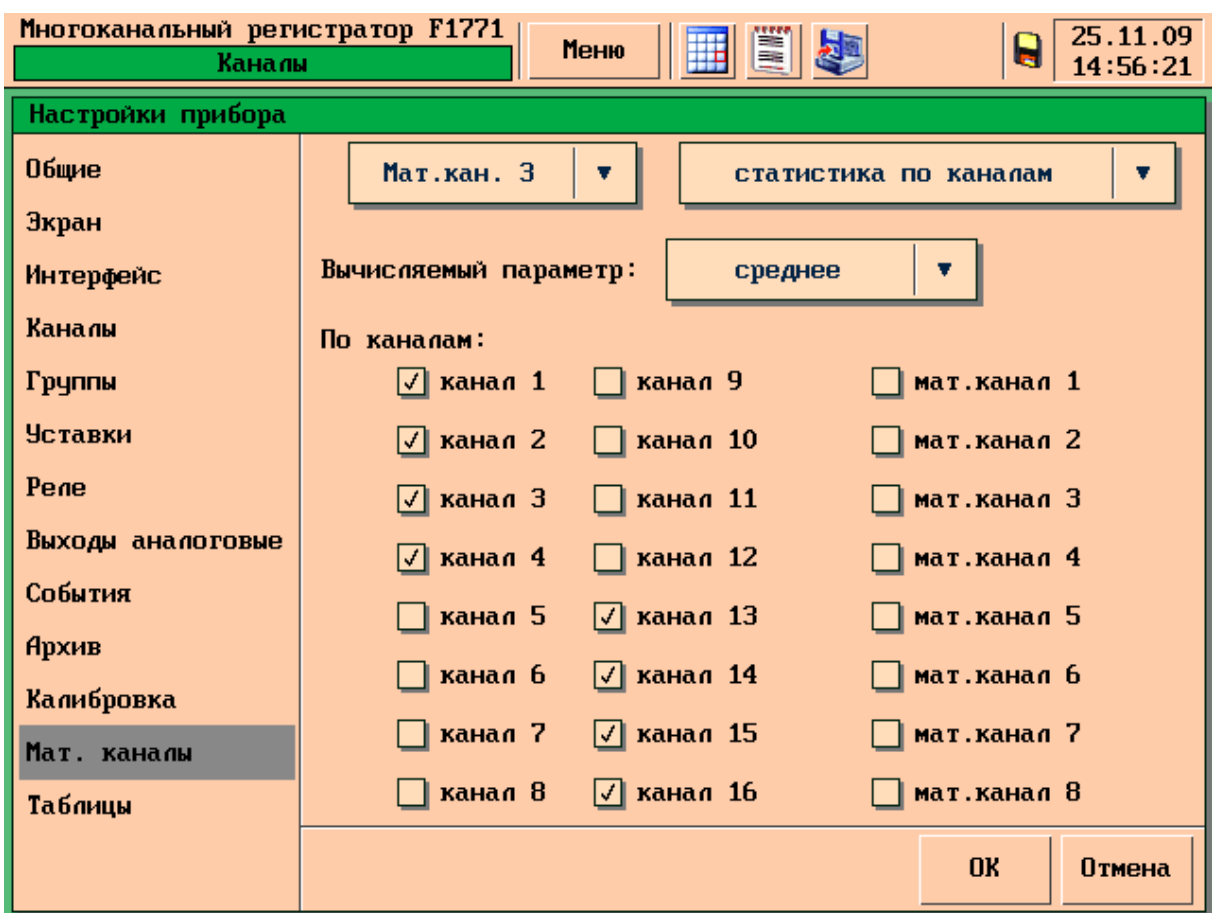 Многоканальный регистратор F1771
Каналы
Меню
25.11.09
14:56:21
Настройки прибора
Общие
Экран
Интерфейс
Каналы
Группы
Уставки
Реле
Выходы аналоговые
События
Архив
Калибровка
Мат. каналы
Таблицы
Мат.кан. 3
статистика по каналам
Вычисляемый параметр: среднее
По каналам:
канал 1 канал 9 мат.канал 1
канал 2 канал 10 мат.канал 2
канал 3 канал 11 мат.канал 3
канал 4 канал 12 мат.канал 4
канал 5 канал 13 мат.канал 5
канал 6 канал 14 мат.канал 6
канал 7 канал 15 мат.канал 7
канал 8 канал 16 мат.канал 8
ОК Отмена